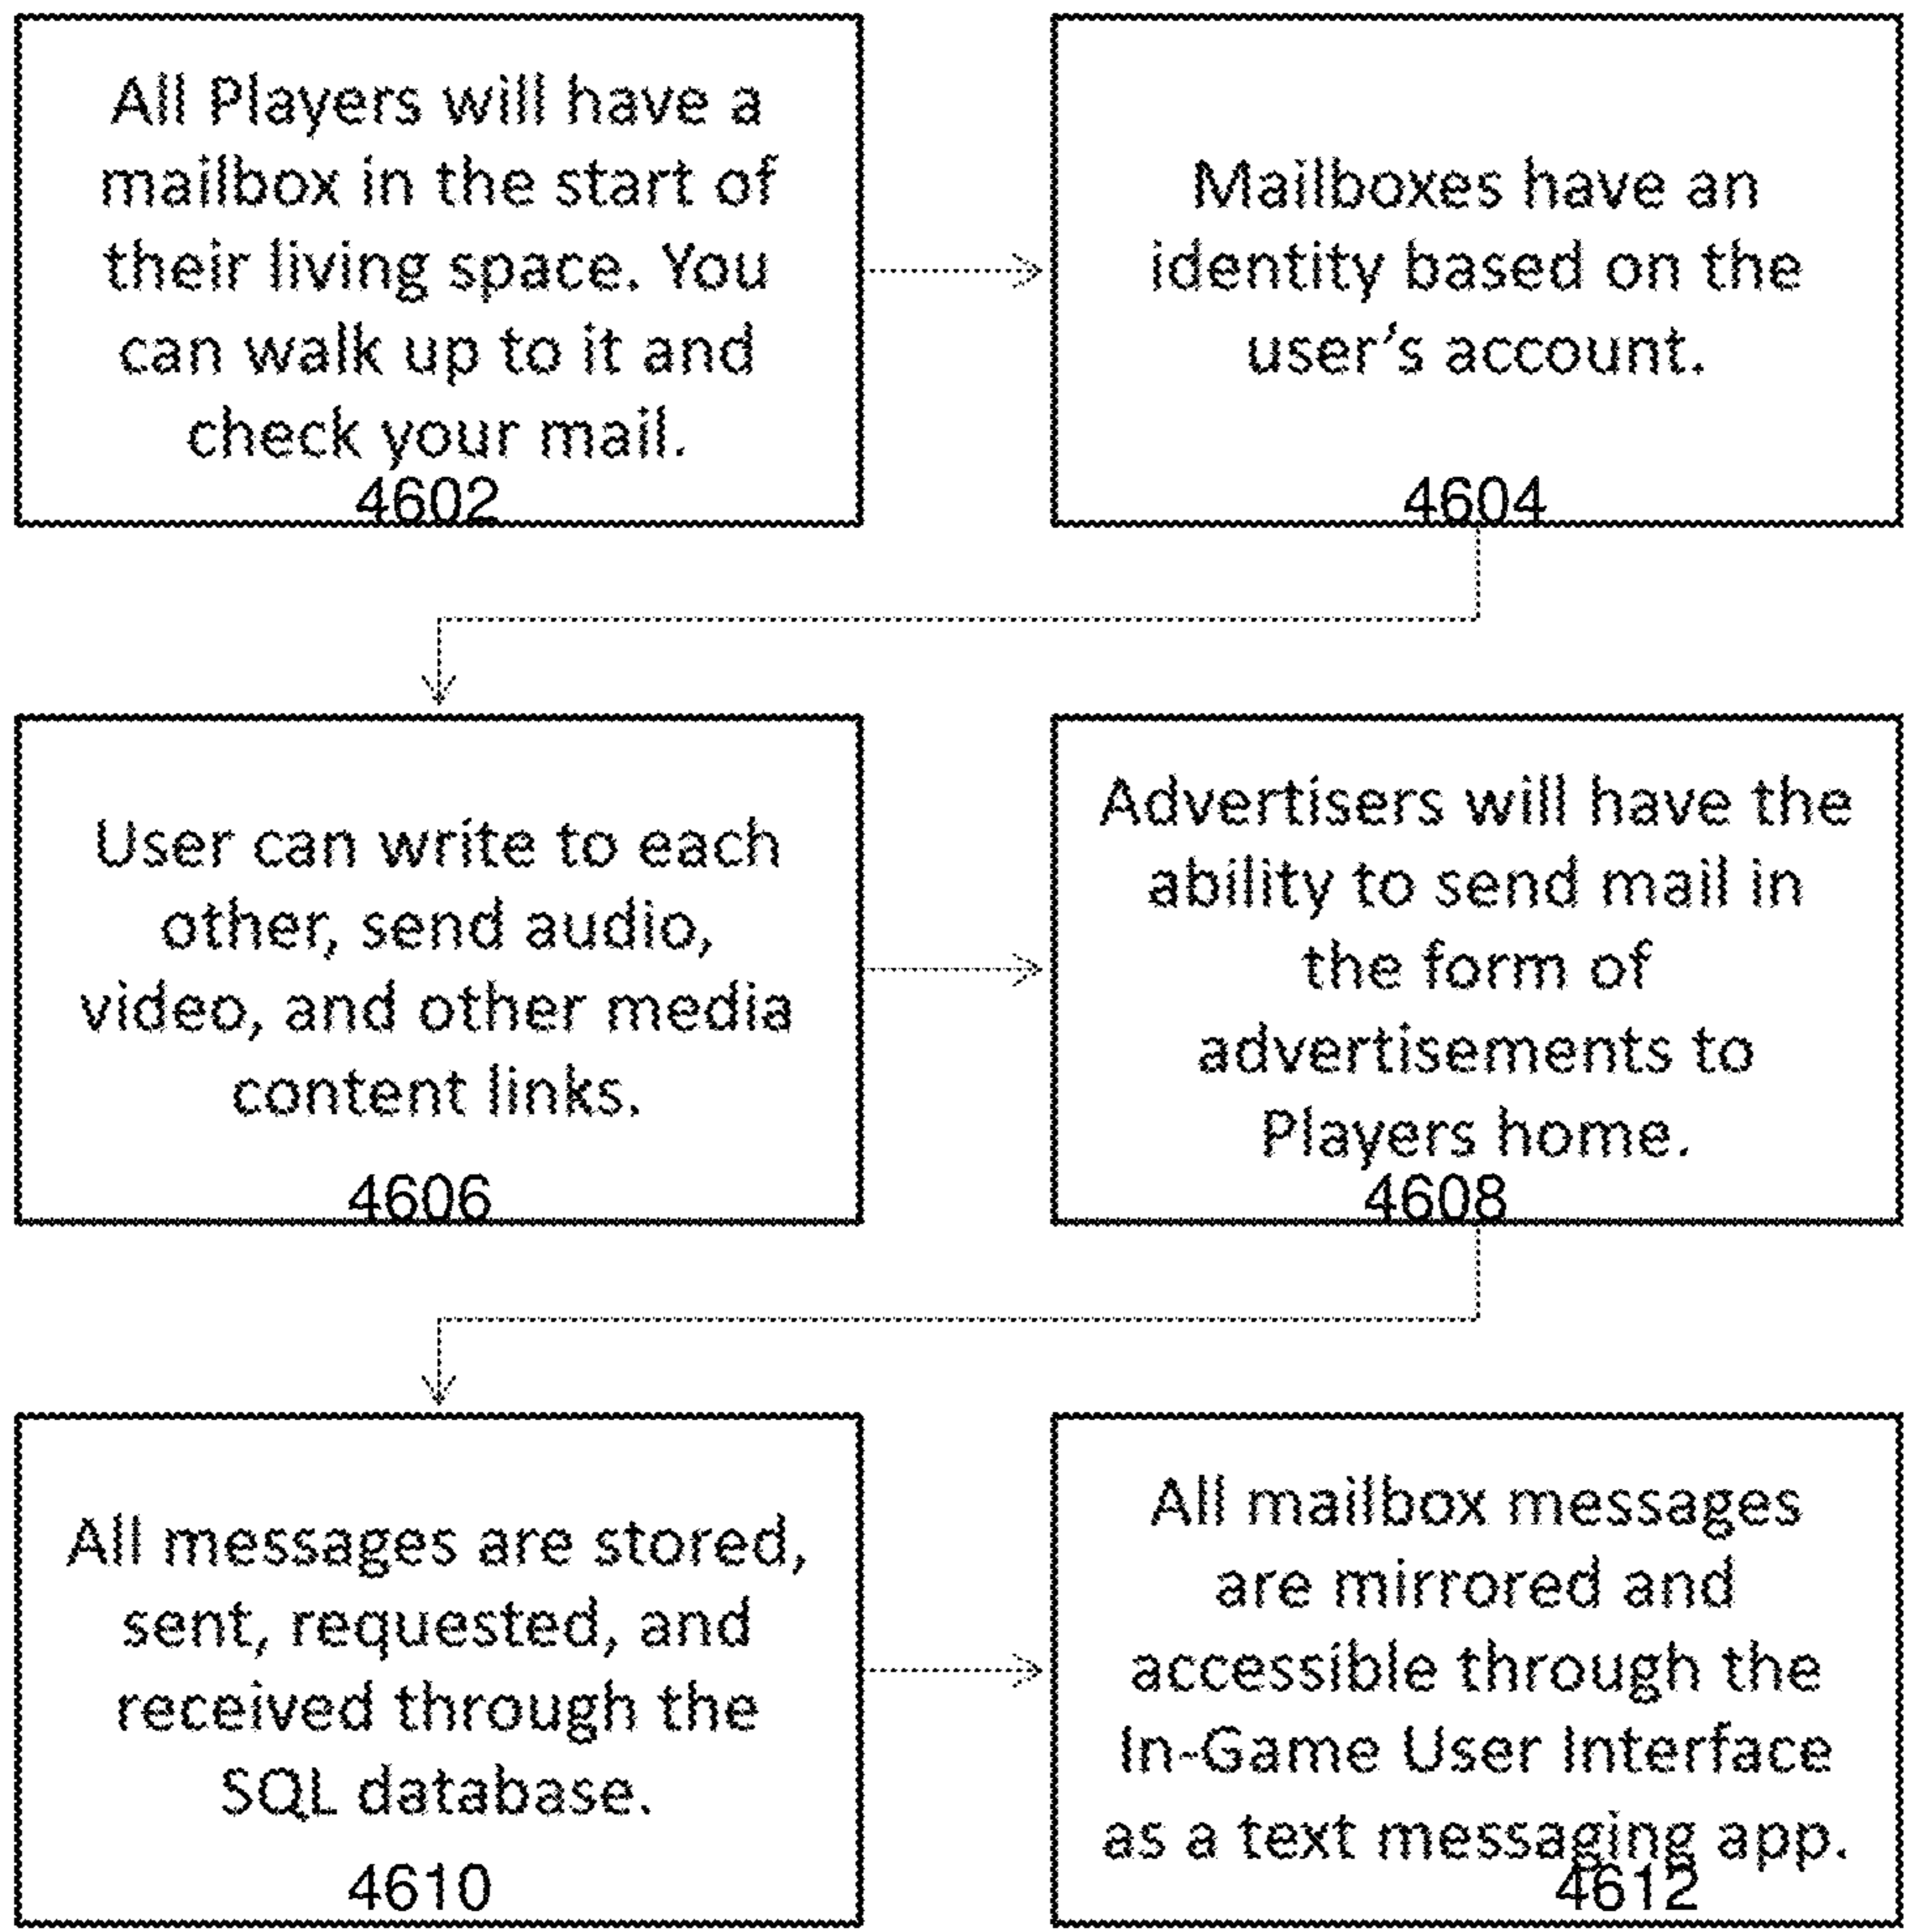 All Players will have a
mailbox in the start of
their living space. You
can walk up to it and
check your mail.
4602
Mailboxes have an
identity based on the
user's account.
4604
User can write to each
other, send audio,
video, and other media
content links.
4606
Advertisers will have the
ability to send mail in
the form of
advertisements to
Players home.
4608
All messages are stored,
sent, requested, and
received through the
SQL database.
4610
All mailbox messages
are mirrored and
accessible through the
In-Game User Interface
as a text messaging app.
4612